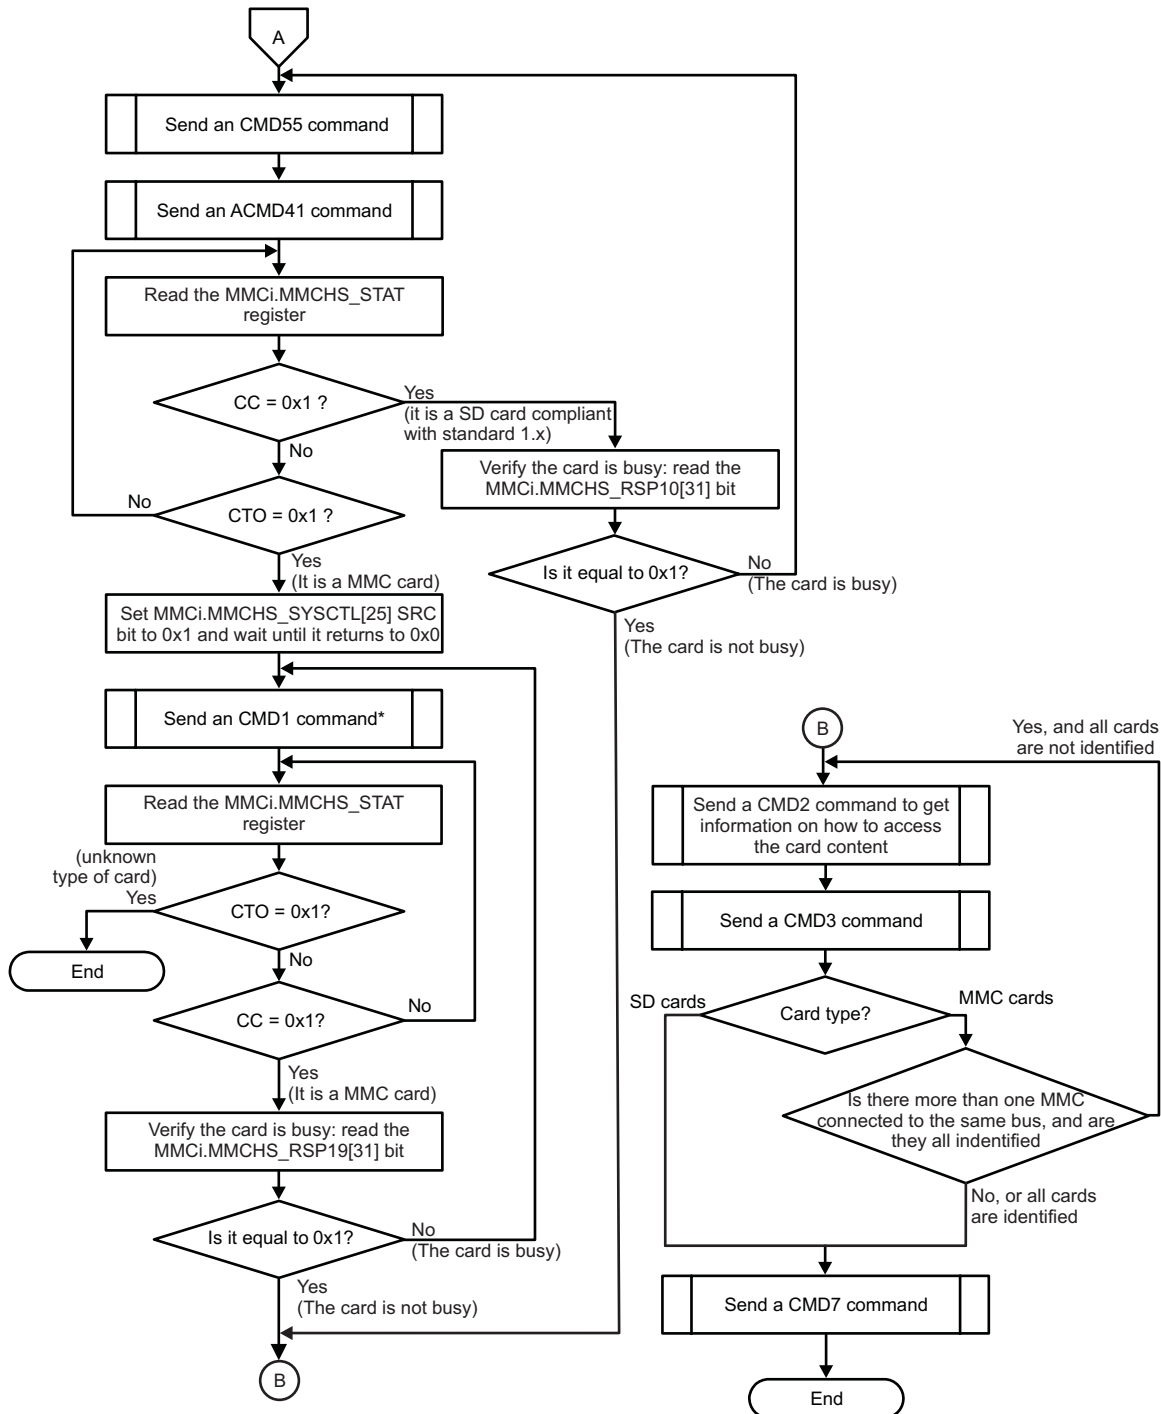 A
Send an CMD55 command
Send an ACMD41 command
Read the MMCi.MMCHS_STAT
register
CC = 0x1 ?
Yes
(it is a SD card compliant
with standard 1.x)
No
Verify the card is busy: read the
MMCi.MMCHS_RSP10[31] bit
No
CTO = 0x1 ?
Yes
(It is a MMC card)
Is it equal to 0x1?
No
(The card is busy)
Set MMCi.MMCHS_SYSCTL[25] SRC
bit to 0x1 and wait until it returns to 0x0
Yes
(The card is not busy)
Send an CMD1 command*
Read the MMCi.MMCHS_STAT
register
(unknown
type of card)
Yes
CTO = 0x1?
End
No
CC = 0x1?
No
Yes
(It is a MMC card)
Verify the card is busy: read the
MMCi.MMCHS_RSP19[31] bit
Is it equal to 0x1?
No
(The card is busy)
Yes
(The card is not busy)
B
B
Yes, and all cards
are not identified
Send a CMD2 command to get
information on how to access
the card content
Send a CMD3 command
SD cards
Card type?
MMC cards
Is there more than one MMC
connected to the same bus, and are
they all indentified
No, or all cards
are identified
Send a CMD7 command
End